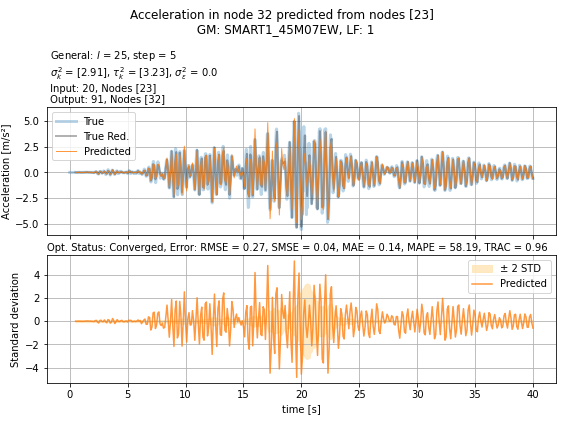 Acceleration in node 32 predicted from nodes [23]
GM: SMART1_45M07EW, LF: 1
General: l = 25, step = 5
σ²ₖ = [2.91], τ²ₖ = [3.23], σ²ε = 0.0
Input: 20, Nodes [23]
Output: 91, Nodes [32]
Acceleration [m/s²]
5.0
2.5
0.0
−2.5
−5.0
True
True Red.
Predicted
Opt. Status: Converged, Error: RMSE = 0.27, SMSE = 0.04, MAE = 0.14, MAPE = 58.19, TRAC = 0.96
Standard deviation
4
2
0
−2
−4
± 2 STD
Predicted
0 5 10 15 20 25 30 35 40
time [s]